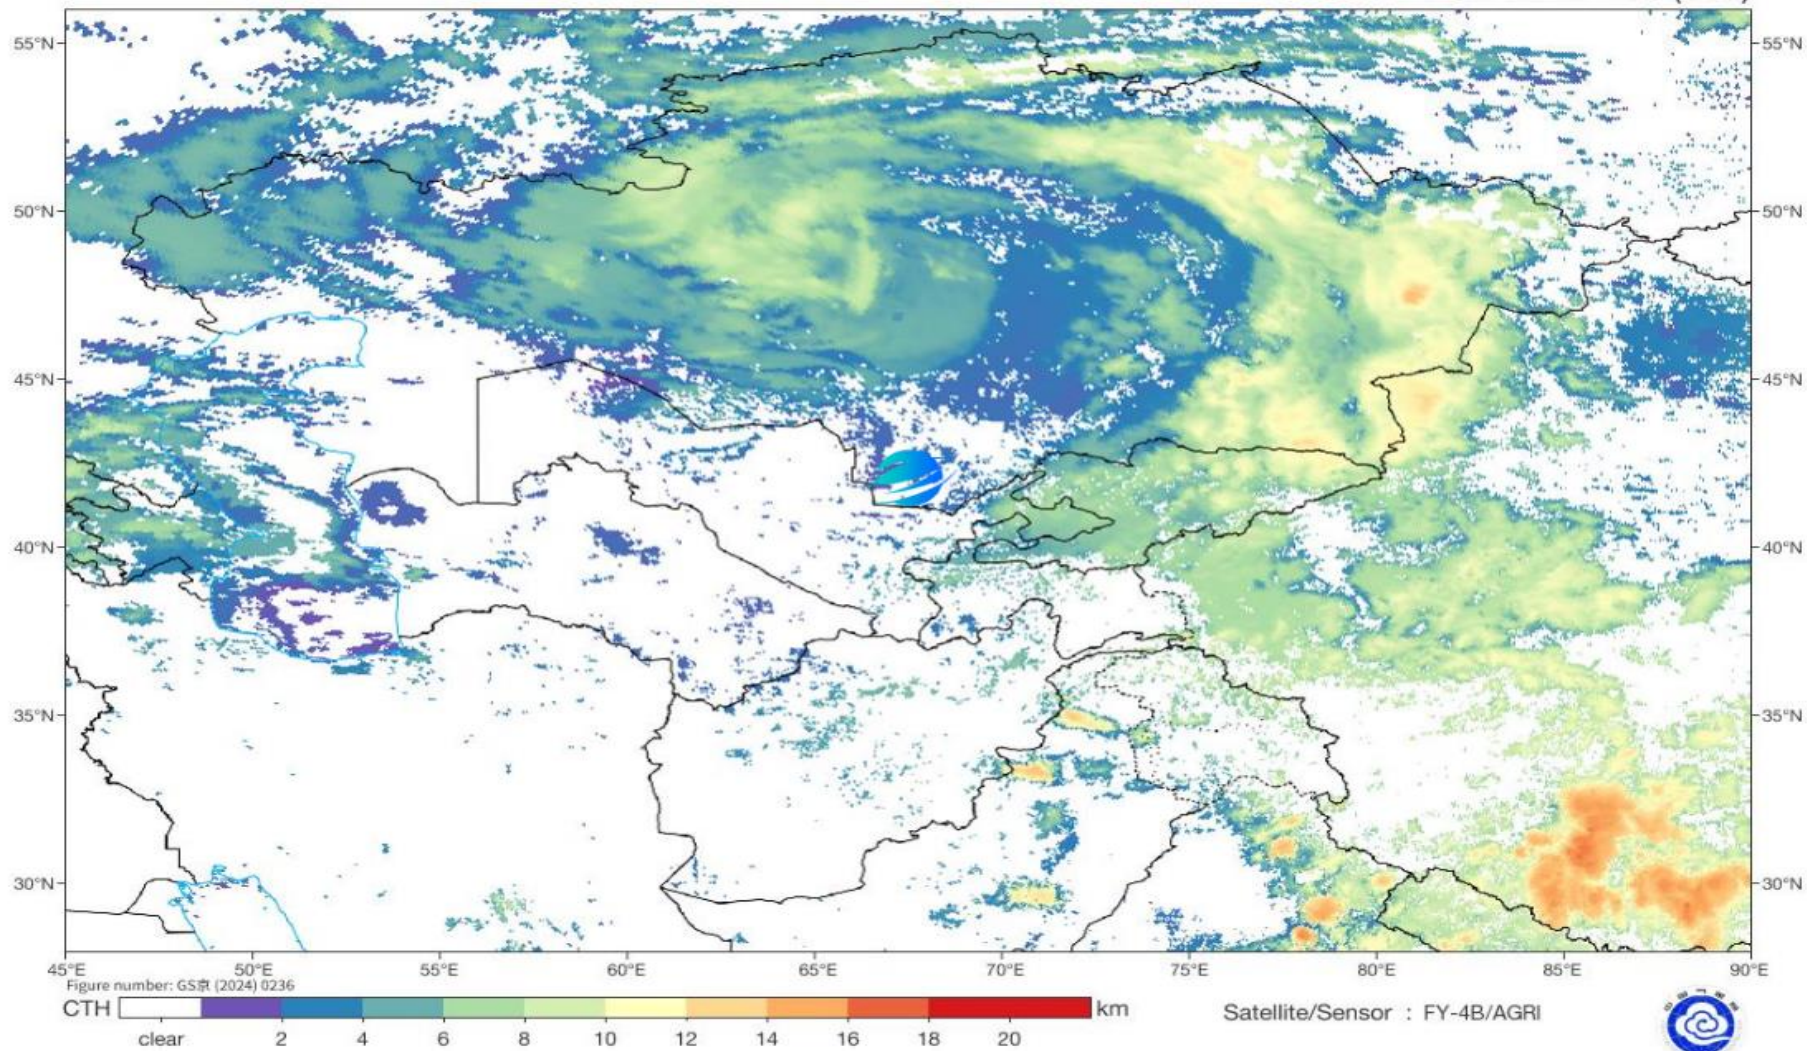 55°N 55°N
50°N 50°N
45°N 45°N
40°N 40°N
35°N 35°N
30°N 30°N
45°E 50°E 55°E 60°E 65°E 70°E 75°E 80°E 85°E 90°E
Figure number: GS京 (2024) 0236
CTH km
clear 2 4 6 8 10 12 14 16 18 20
Satellite/Sensor : FY-4B/AGRI